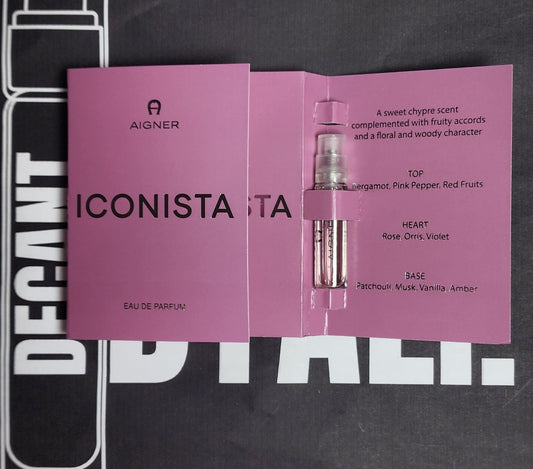 AIGNER
ICONISTA
EAU DE PARFUM
STA
A sweet chypre scent
complemented with fruity accords
and a floral and woody character
TOP
Bergamot, Pink Pepper, Red Fruits
HEART
Rose, Orris, Violet
BASE
Patchouli, Musk, Vanilla, Amber
DECANT